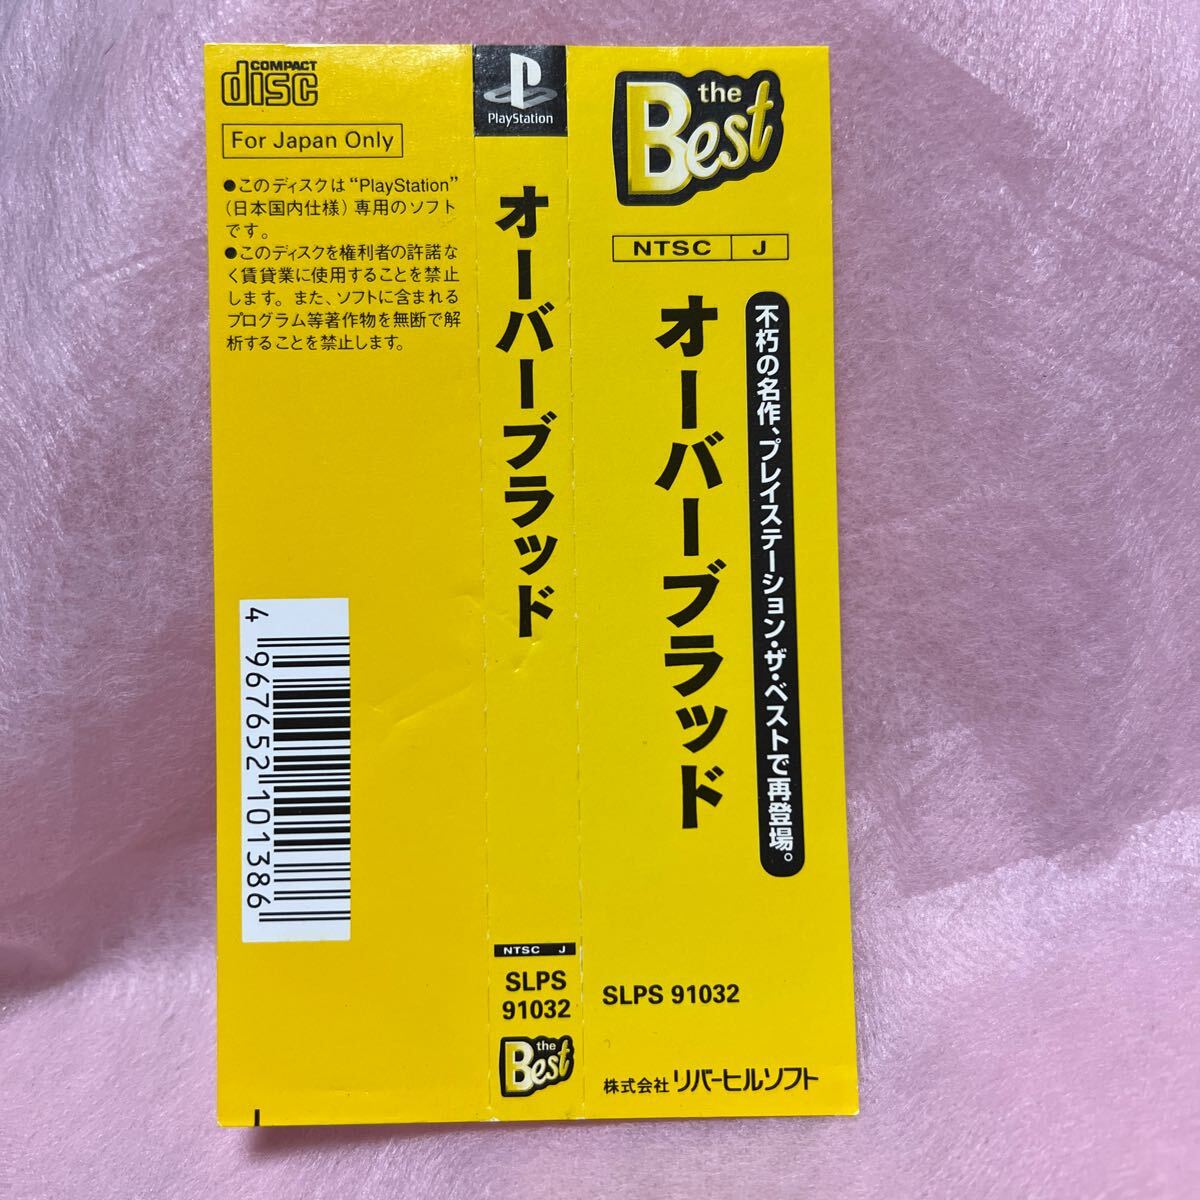 COMPACT
disc
For Japan Only
●このディスクは“PlayStation”
(日本国内仕様)専用のソフト
です。
●このディスクを権利者の許諾な
く賃貸業に使用することを禁止
します。また、ソフトに含まれる
プログラム等著作物を無断で解
析することを禁止します。
4 967652 101386
PlayStation
オーバーブラッド
NTSC J
SLPS
91032
the
Best
the
Best
NTSC J
不朽の名作、プレイステーション・ザ・ベストで再登場。
オーバーブラッド
SLPS 91032
株式会社リバーヒルソフト